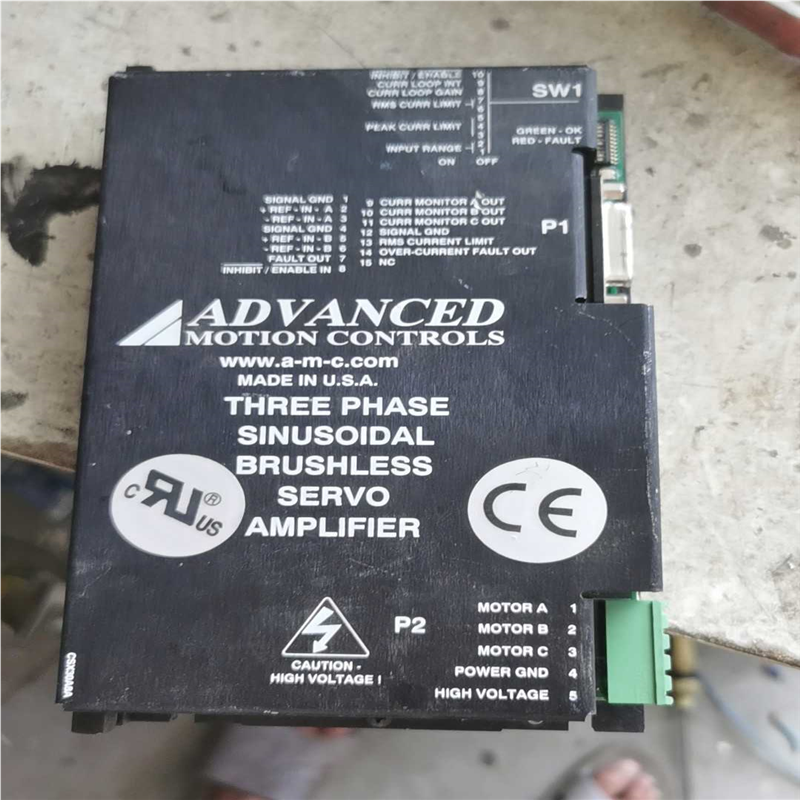 INHIBIT / ENABLE 10
CURR LOOP INT 9
CURR LOOP GAIN 8
RMS CURR LIMIT 7
6
5
PEAK CURR LIMIT 4
3
INPUT RANGE 2
1
ON OFF
SW1
GREEN - OK
RED - FAULT
SIGNAL GND 1
+ REF - IN - A 2
- REF - IN - A 3
SIGNAL GND 4
+ REF - IN - B 5
- REF - IN - B 6
FAULT OUT 7
INHIBIT / ENABLE IN 8
9 CURR MONITOR A OUT
10 CURR MONITOR B OUT
11 CURR MONITOR C OUT
12 SIGNAL GND
13 RMS CURRENT LIMIT
14 OVER-CURRENT FAULT OUT
15 NC
P1
ADVANCED
MOTION CONTROLS
www.a-m-c.com
MADE IN U.S.A.
THREE PHASE
SINUSOIDAL
BRUSHLESS
SERVO
AMPLIFIER
C RU ® US
CE
CAUTION -
HIGH VOLTAGE !
P2
MOTOR A 1
MOTOR B 2
MOTOR C 3
POWER GND 4
HIGH VOLTAGE 5